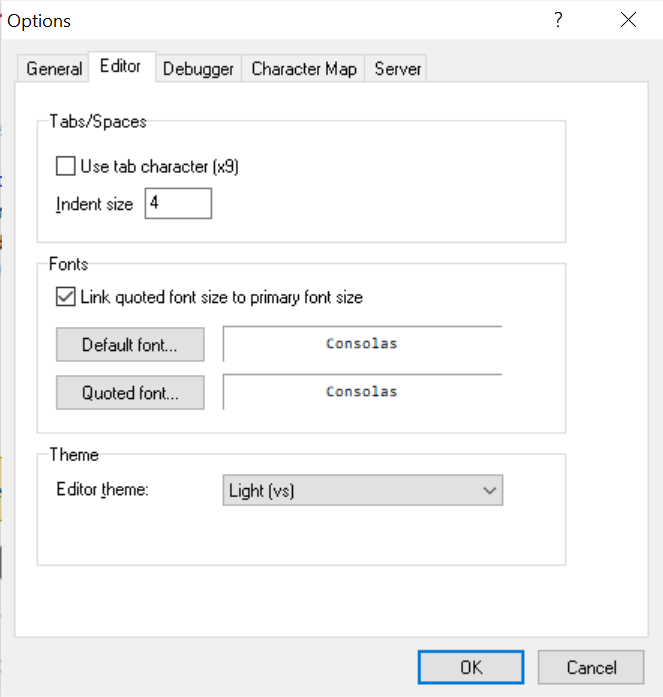 Options ?
General Editor Debugger Character Map Server
Tabs/Spaces
Use tab character (x9)
Indent size 4
Fonts
Link quoted font size to primary font size
Default font... Consolas
Quoted font... Consolas
Theme
Editor theme: Light (vs)
OK Cancel